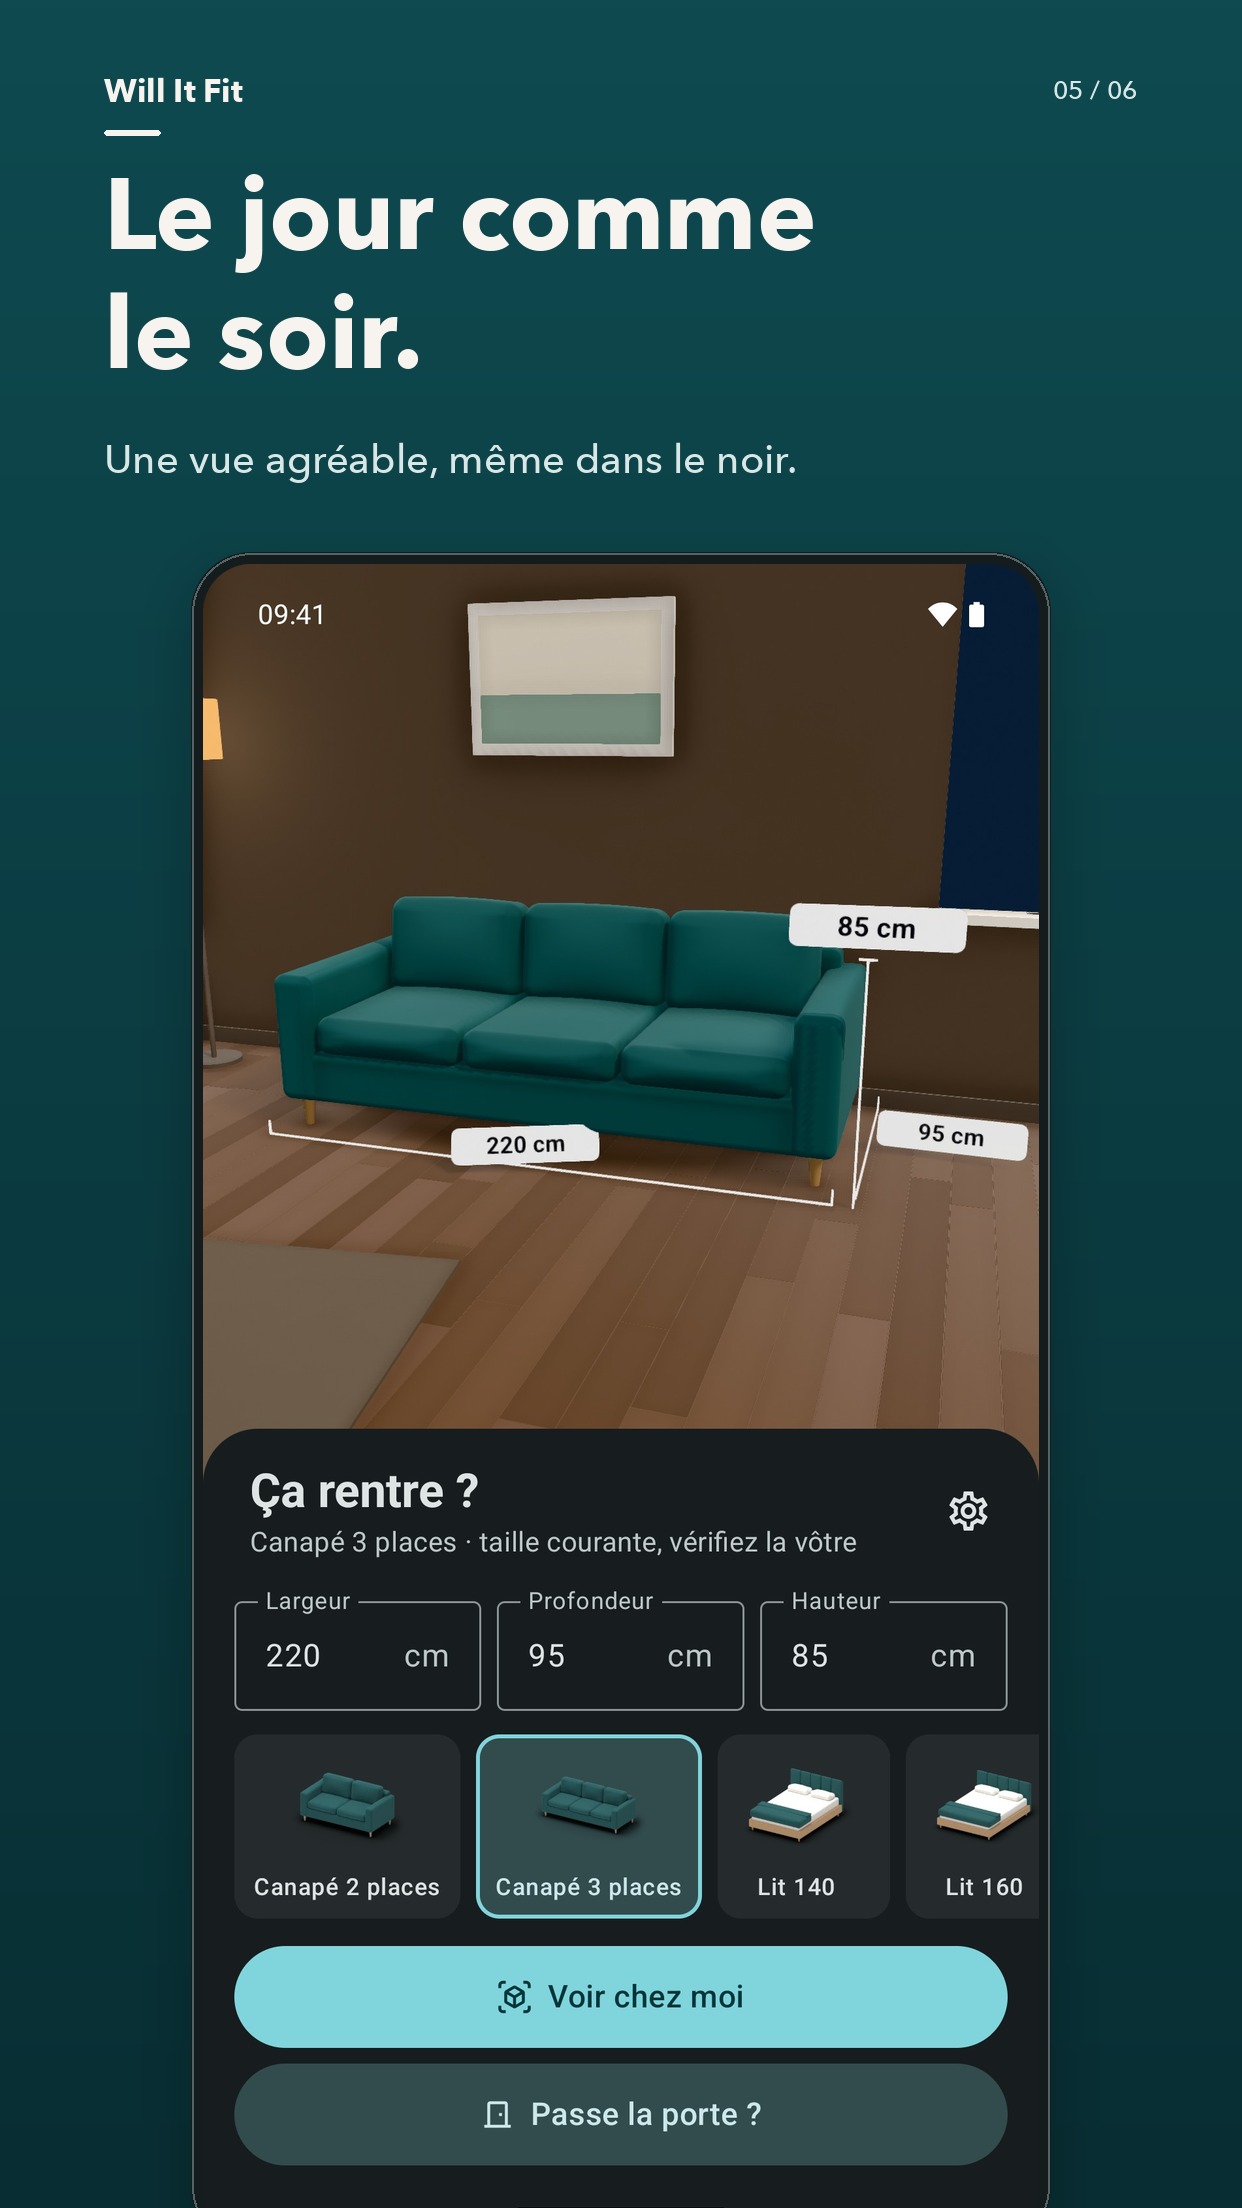 Will It Fit
05 / 06
Le jour comme
le soir.
Une vue agréable, même dans le noir.
09:41
85 cm
220 cm
95 cm
Ça rentre ?
Canapé 3 places · taille courante, vérifiez la vôtre
Largeur
Profondeur
Hauteur
220 cm
95 cm
85 cm
Canapé 2 places
Canapé 3 places
Lit 140
Lit 160
Voir chez moi
Passe la porte ?